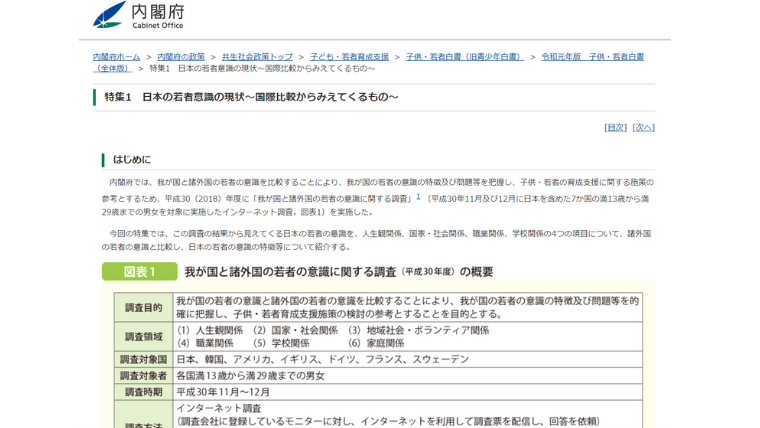 内閣府
Cabinet Office
内閣府ホーム > 内閣府の政策 > 共生社会政策トップ > 子ども・若者育成支援 > 子供・若者白書（旧青少年白書） > 令和元年版 子供・若者白書
（全体版） > 特集1 日本の若者意識の現状～国際比較からみえてくるもの～
特集1 日本の若者意識の現状～国際比較からみえてくるもの～
[目次] [次へ]
はじめに
内閣府では、我が国と諸外国の若者の意識を比較することにより、我が国の若者の意識の特徴及び問題等を把握し、子供・若者の育成支援に関する施策の
参考とするため、平成30（2018）年度に「我が国と諸外国の若者の意識に関する調査」1（平成30年11月及び12月に日本を含めた7か国の満13歳から満
29歳までの男女を対象に実施したインターネット調査。図表1）を実施した。
今回の特集では、この調査の結果から見えてくる日本の若者の意識を、人生観関係、国家・社会関係、職業関係、学校関係の4つの項目について、諸外国
の若者の意識と比較し、日本の若者の意識の特徴等について紹介する。
図表1 我が国と諸外国の若者の意識に関する調査（平成30年度）の概要
調査目的 我が国の若者の意識と諸外国の若者の意識を比較することにより、我が国の若者の意識の特徴及び問題等を的
確に把握し、子供・若者育成支援施策の検討の参考とすることを目的とする。
調査領域 （1）人生観関係 （2）国家・社会関係 （3）地域社会・ボランティア関係
（4）職業関係 （5）学校関係 （6）家庭関係
調査対象国 日本、韓国、アメリカ、イギリス、ドイツ、フランス、スウェーデン
調査対象者 各国満13歳から満29歳までの男女
調査時期 平成30年11月～12月
調査方法 インターネット調査
（調査会社に登録しているモニターに対し、インターネットを利用して調査票を配信し、回答を依頼）